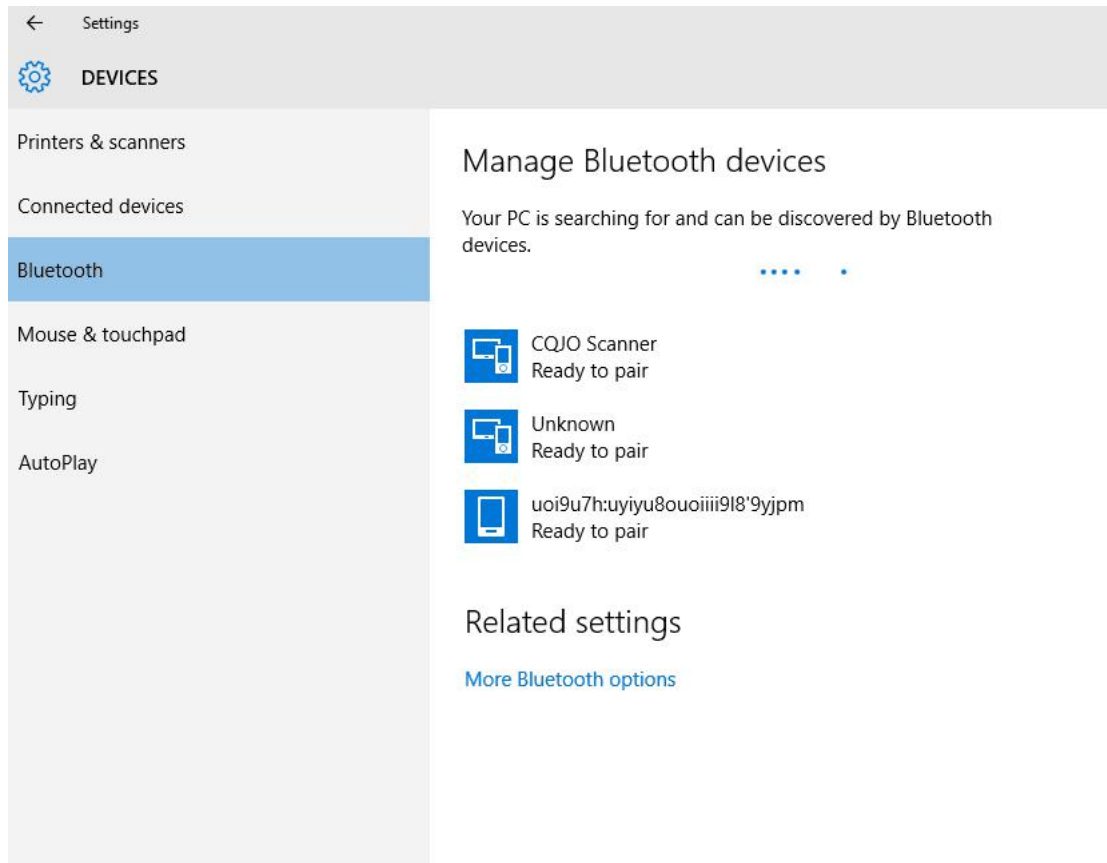 Settings
DEVICES
Printers & scanners
Connected devices
Bluetooth
Mouse & touchpad
Typing
AutoPlay
Manage Bluetooth devices
Your PC is searching for and can be discovered by Bluetooth
devices.
CQJO Scanner
Ready to pair
Unknown
Ready to pair
uoi9u7h:uyiyu8ouoiiii9l8'9yjpm
Ready to pair
Related settings
More Bluetooth options